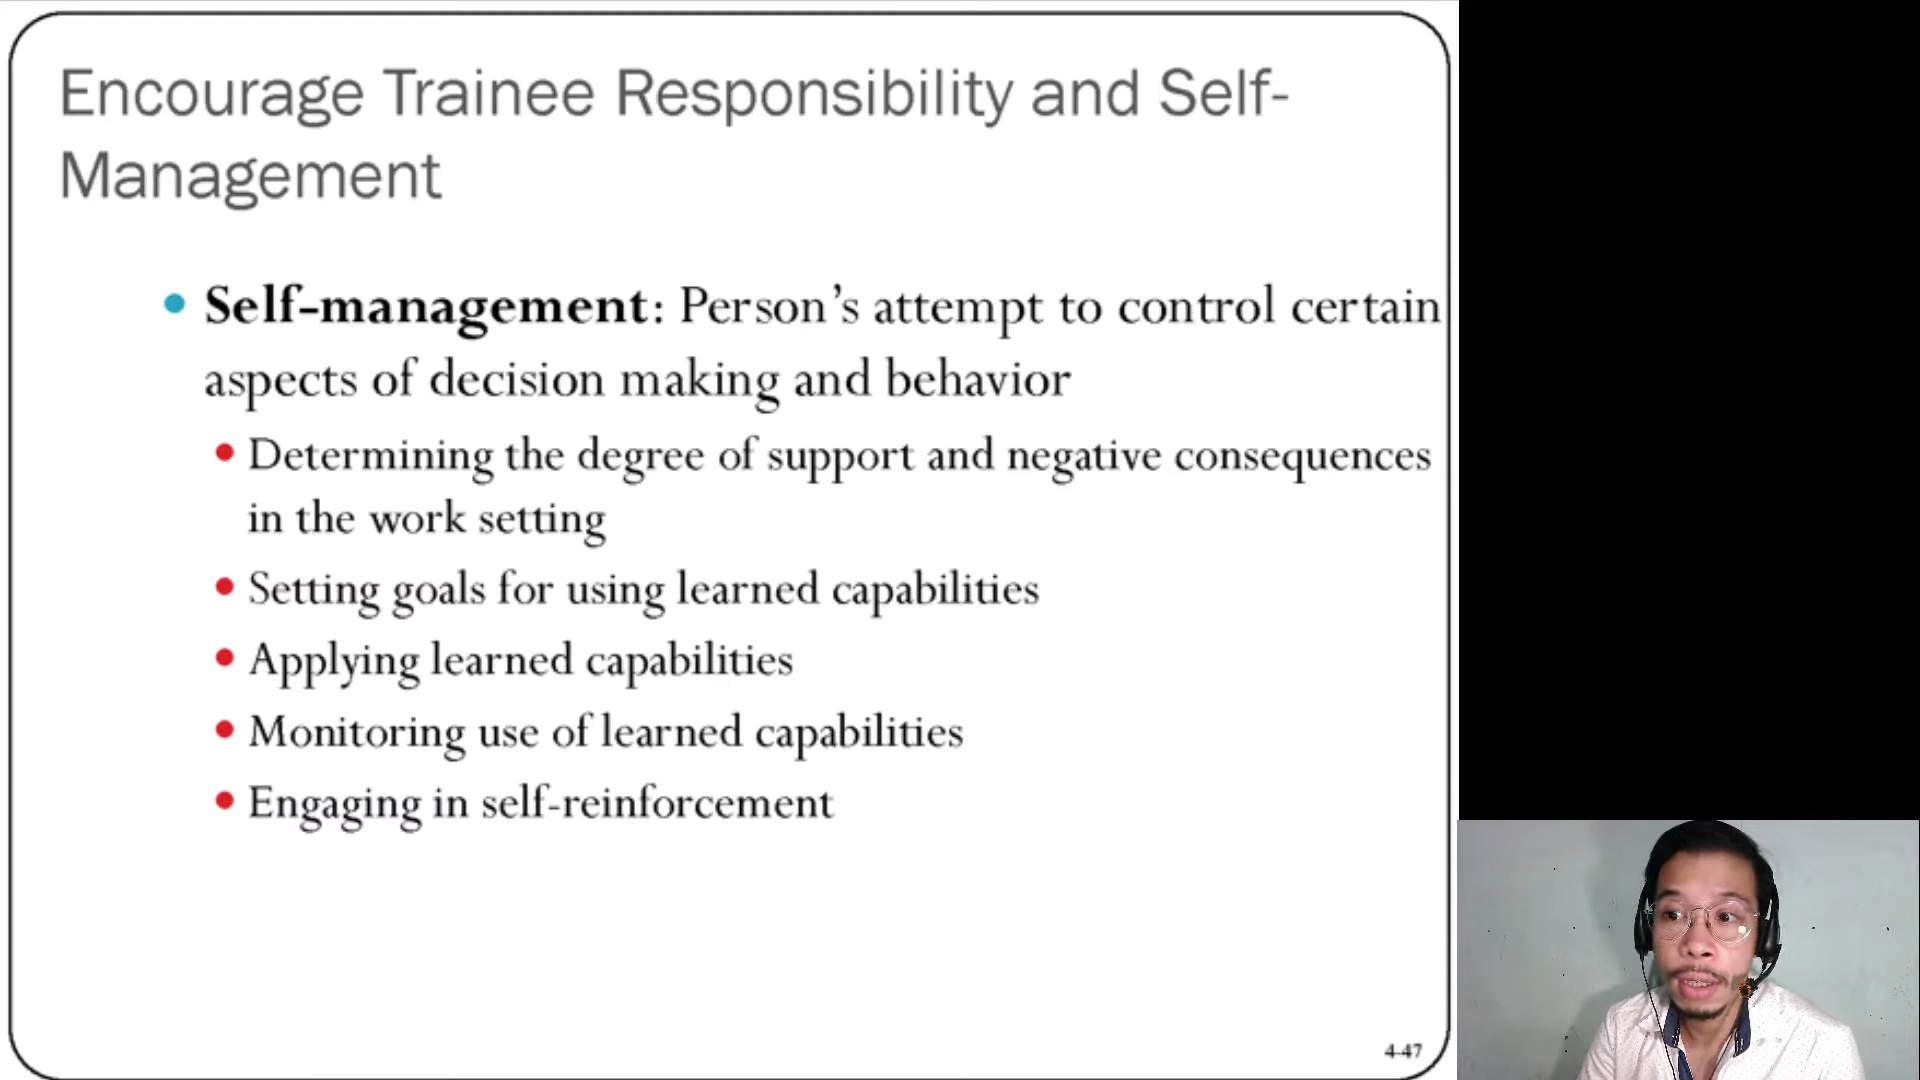 Encourage Trainee Responsibility and Self-
Management
• Self-management: Person's attempt to control certain
aspects of decision making and behavior
• Determining the degree of support and negative consequences
in the work setting
• Setting goals for using learned capabilities
• Applying learned capabilities
• Monitoring use of learned capabilities
• Engaging in self-reinforcement
4-47